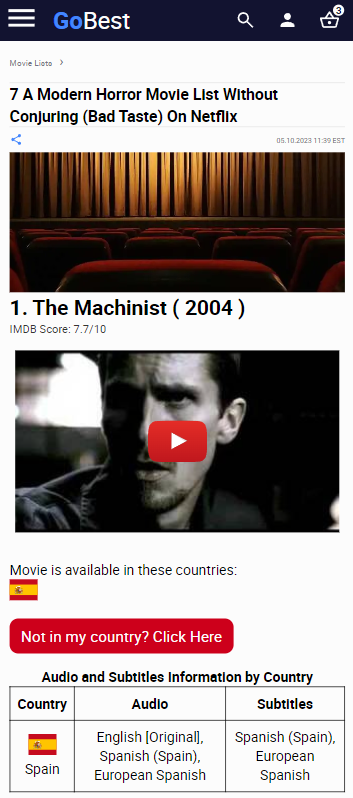 GoBest
3
Movie Lists
7 A Modern Horror Movie List Without
Conjuring (Bad Taste) On Netflix
05.10.2023 11:39 EST
1. The Machinist ( 2004 )
IMDB Score: 7.7/10
Movie is available in these countries:
Not in my country? Click Here
Audio and Subtitles Information by Country
Country Audio Subtitles
Spain
English [Original],
Spanish (Spain),
European Spanish
Spanish (Spain),
European
Spanish